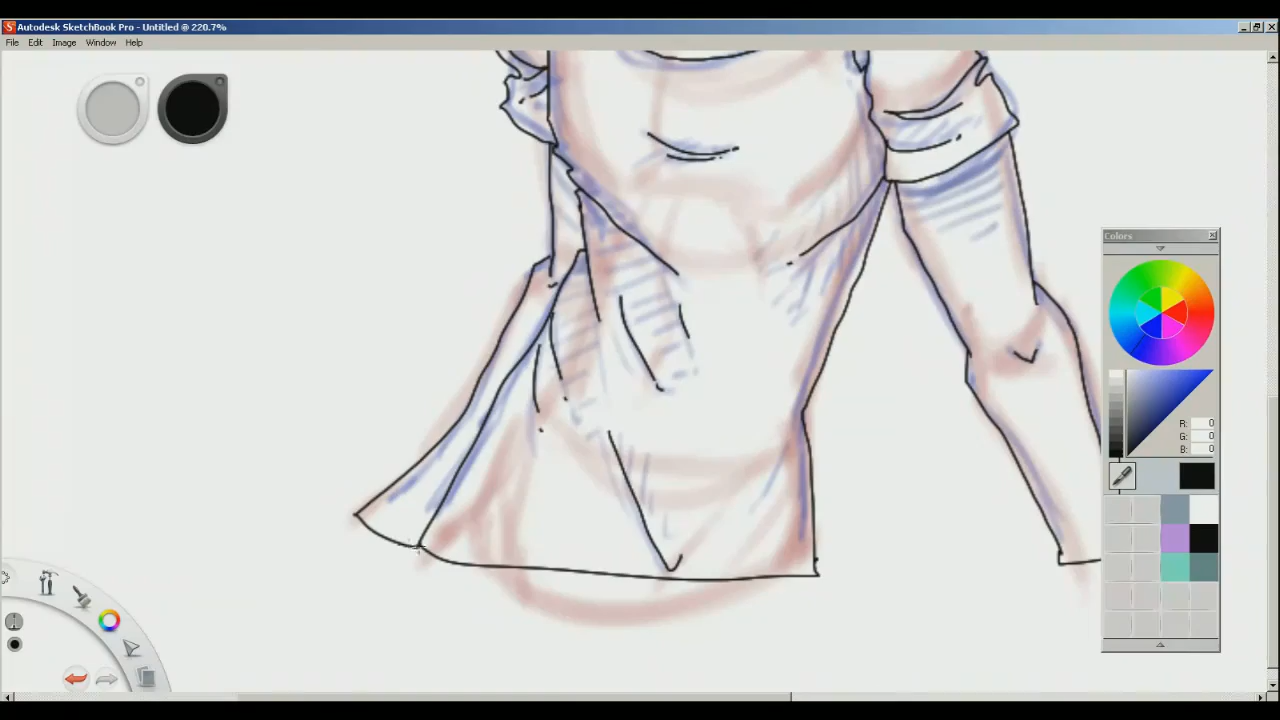 Autodesk SketchBook Pro - Untitled @ 220.7%
File Edit Image Window Help
Colors
R: 0
G: 0
B: 0